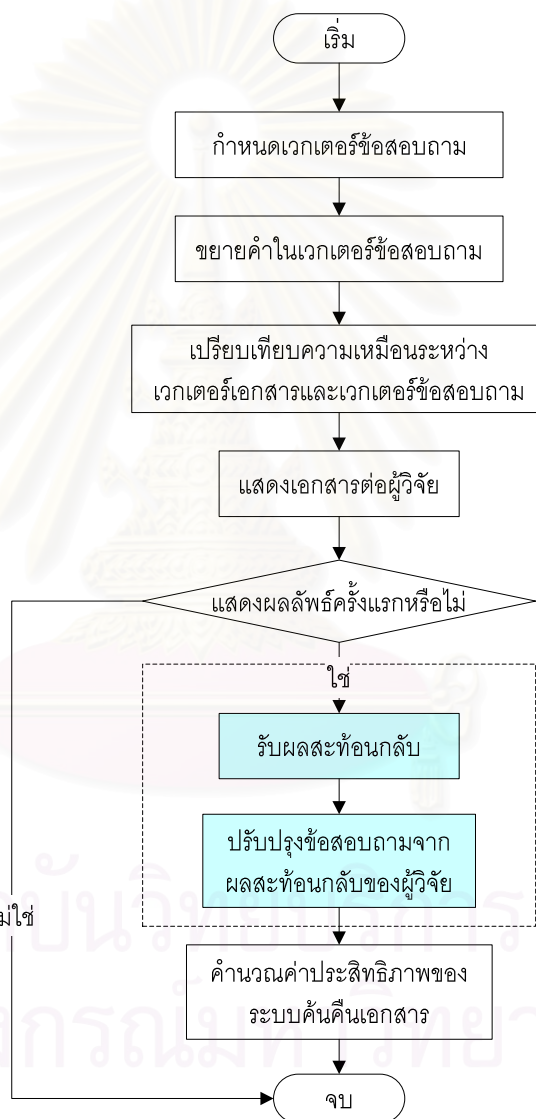 เริ่ม
กำหนดเวกเตอร์ข้อสอบถาม
ขยายคำในเวกเตอร์ข้อสอบถาม
เปรียบเทียบความเหมือนระหว่าง
เวกเตอร์เอกสารและเวกเตอร์ข้อสอบถาม
แสดงเอกสารต่อผู้วิจัย
แสดงผลลัพธ์ครั้งแรกหรือไม่
ใช่
รับผลสะท้อนกลับ
ปรับปรุงข้อสอบถามจาก
ผลสะท้อนกลับของผู้วิจัย
คำนวณค่าประสิทธิภาพของ
ระบบค้นคืนเอกสาร
จบ